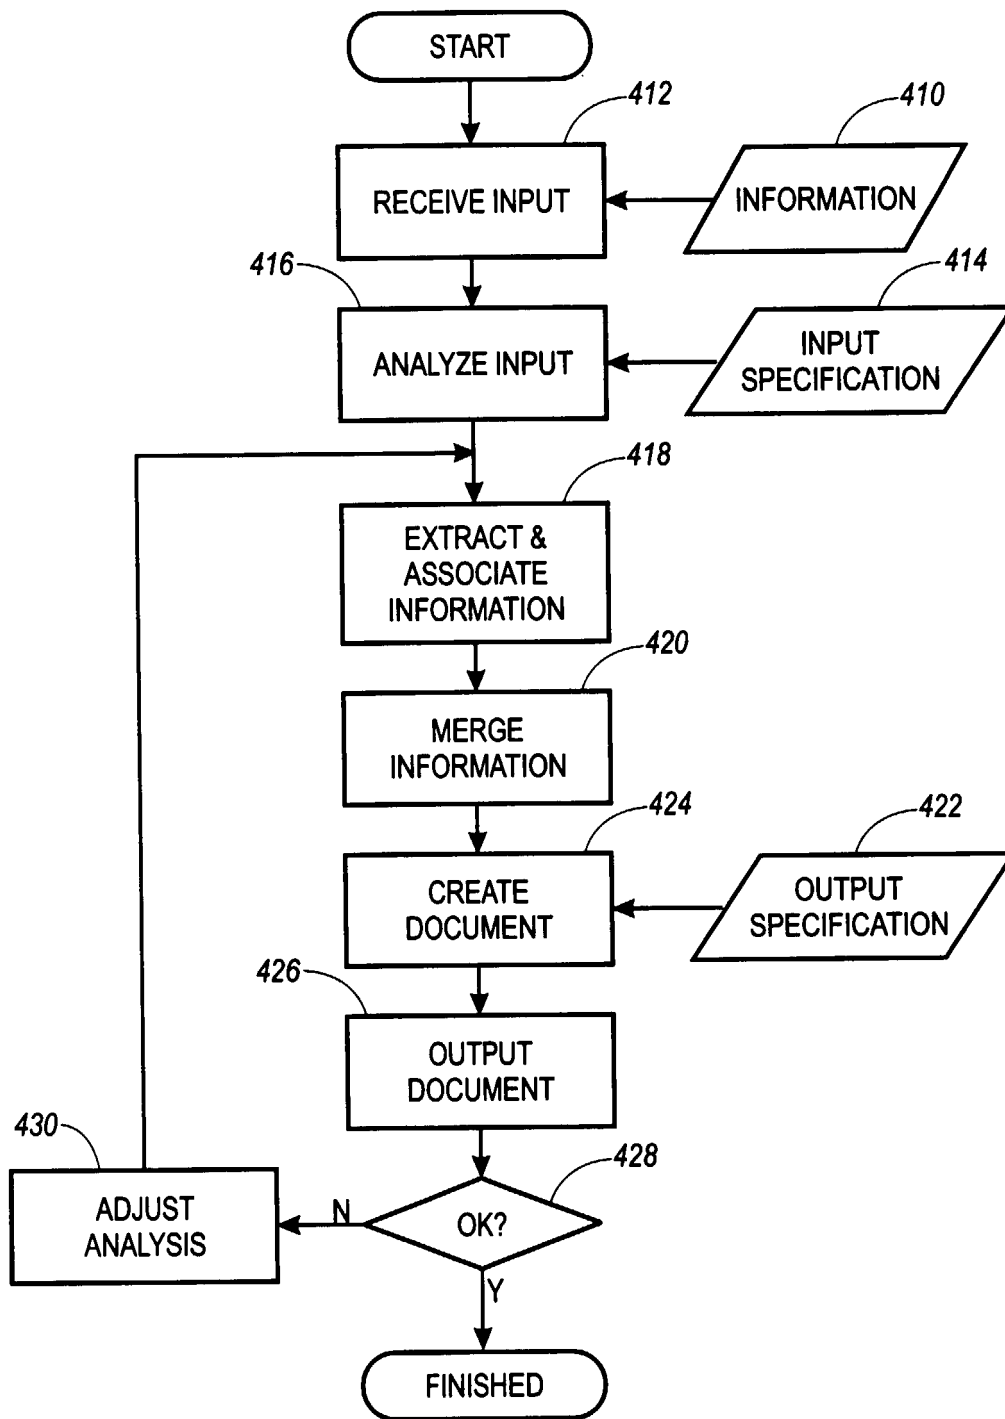 START
412
410
RECEIVE INPUT
INFORMATION
416
414
ANALYZE INPUT
INPUT
SPECIFICATION
418
EXTRACT &
ASSOCIATE
INFORMATION
420
MERGE
INFORMATION
424
422
CREATE
DOCUMENT
OUTPUT
SPECIFICATION
426
OUTPUT
DOCUMENT
430
428
ADJUST
ANALYSIS
N
OK?
Y
FINISHED